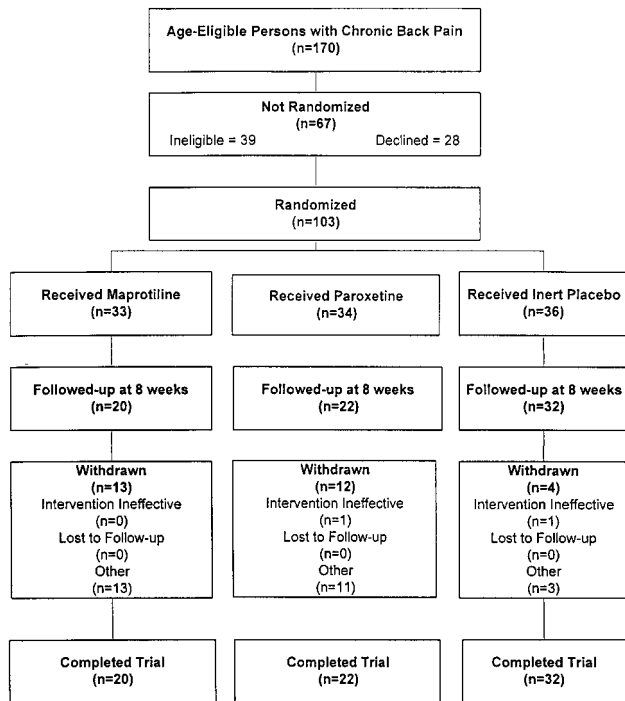 Age-Eligible Persons with Chronic Back Pain
(n=170)
Not Randomized
(n=67)
Ineligible = 39 Declined = 28
Randomized
(n=103)
Received Maprotiline
(n=33)
Received Paroxetine
(n=34)
Received Inert Placebo
(n=36)
Followed-up at 8 weeks
(n=20)
Followed-up at 8 weeks
(n=22)
Followed-up at 8 weeks
(n=32)
Withdrawn
(n=13)
Intervention Ineffective
(n=0)
Lost to Follow-up
(n=0)
Other
(n=13)
Withdrawn
(n=12)
Intervention Ineffective
(n=1)
Lost to Follow-up
(n=0)
Other
(n=11)
Withdrawn
(n=4)
Intervention Ineffective
(n=1)
Lost to Follow-up
(n=0)
Other
(n=3)
Completed Trial
(n=20)
Completed Trial
(n=22)
Completed Trial
(n=32)